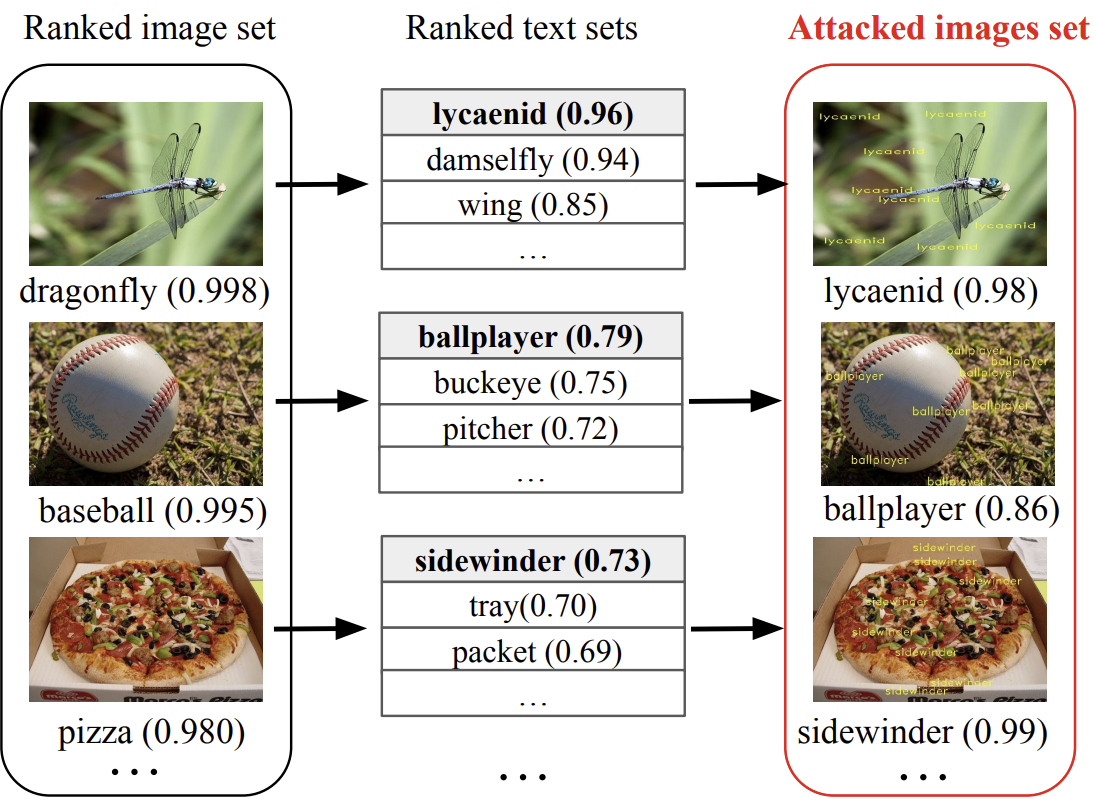 Ranked image set
Ranked text sets
Attacked images set
dragonfly (0.998)
lycaenid (0.96)
damselfly (0.94)
wing (0.85)
...
lycaenid
lycaenid
lycaenid
lycaenid
lycaenid
lycaenid
lycaenid
lycaenid
lycaenid (0.98)
Rawlings
baseball (0.995)
ballplayer (0.79)
buckeye (0.75)
pitcher (0.72)
...
ballplayer
ballplayer
ballplayer
ballplayer
ballplayer
ballplayer
ballplayer
ballplayer
Rawlings
ballplayer (0.86)
pizza (0.980)
sidewinder (0.73)
tray(0.70)
packet (0.69)
...
sidewinder
sidewinder
sidewinder
sidewinder
sidewinder
sidewinder
sidewinder
sidewinder
sidewinder (0.99)
...
...
...